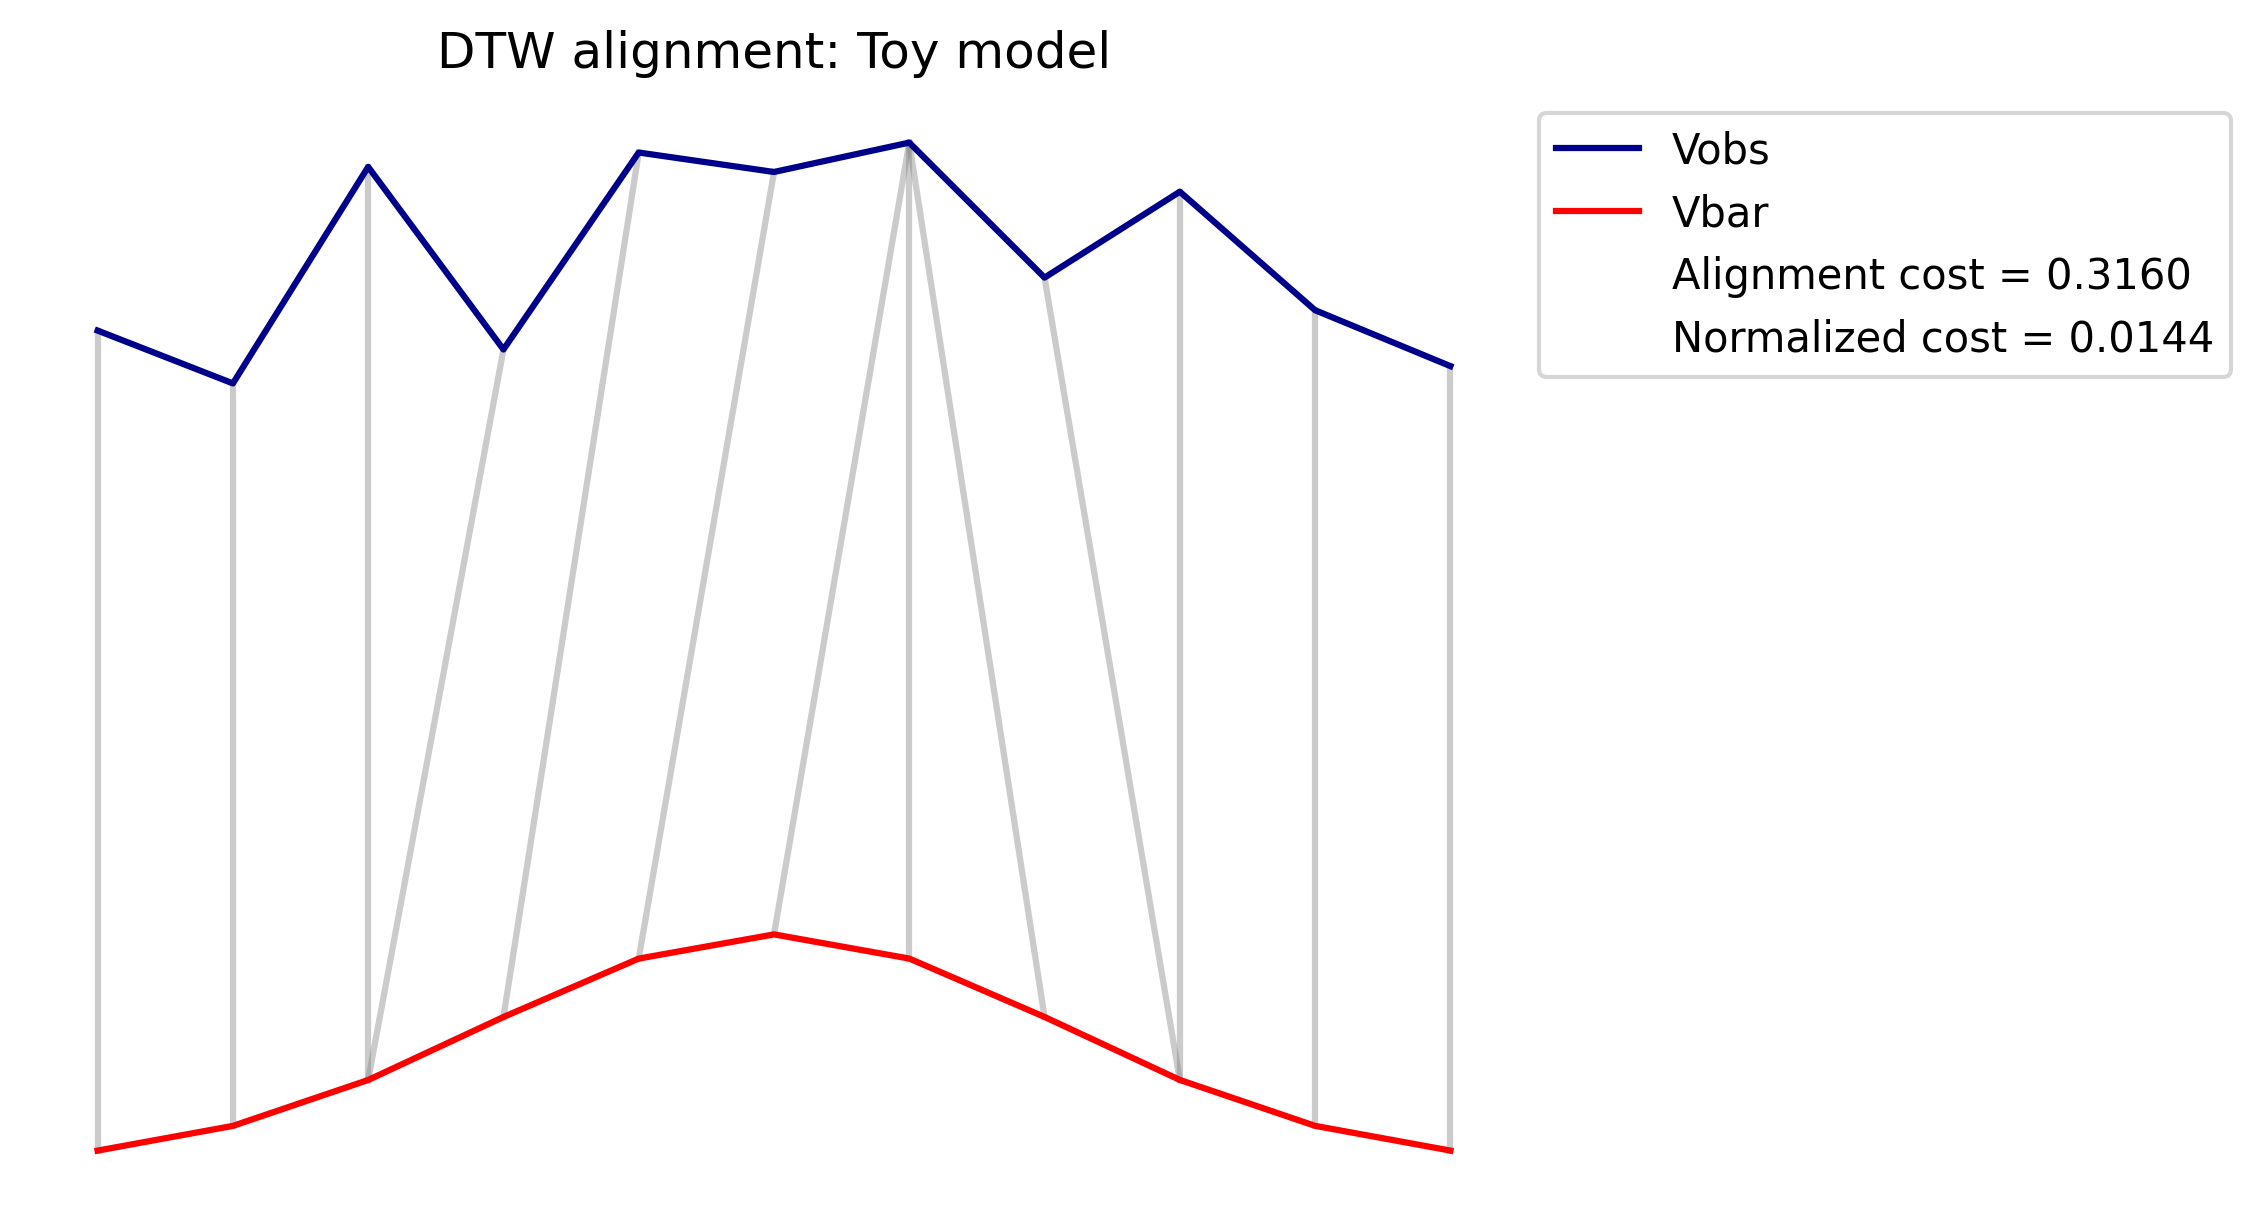 DTW alignment: Toy model
Vobs
Vbar
Alignment cost = 0.3160
Normalized cost = 0.0144